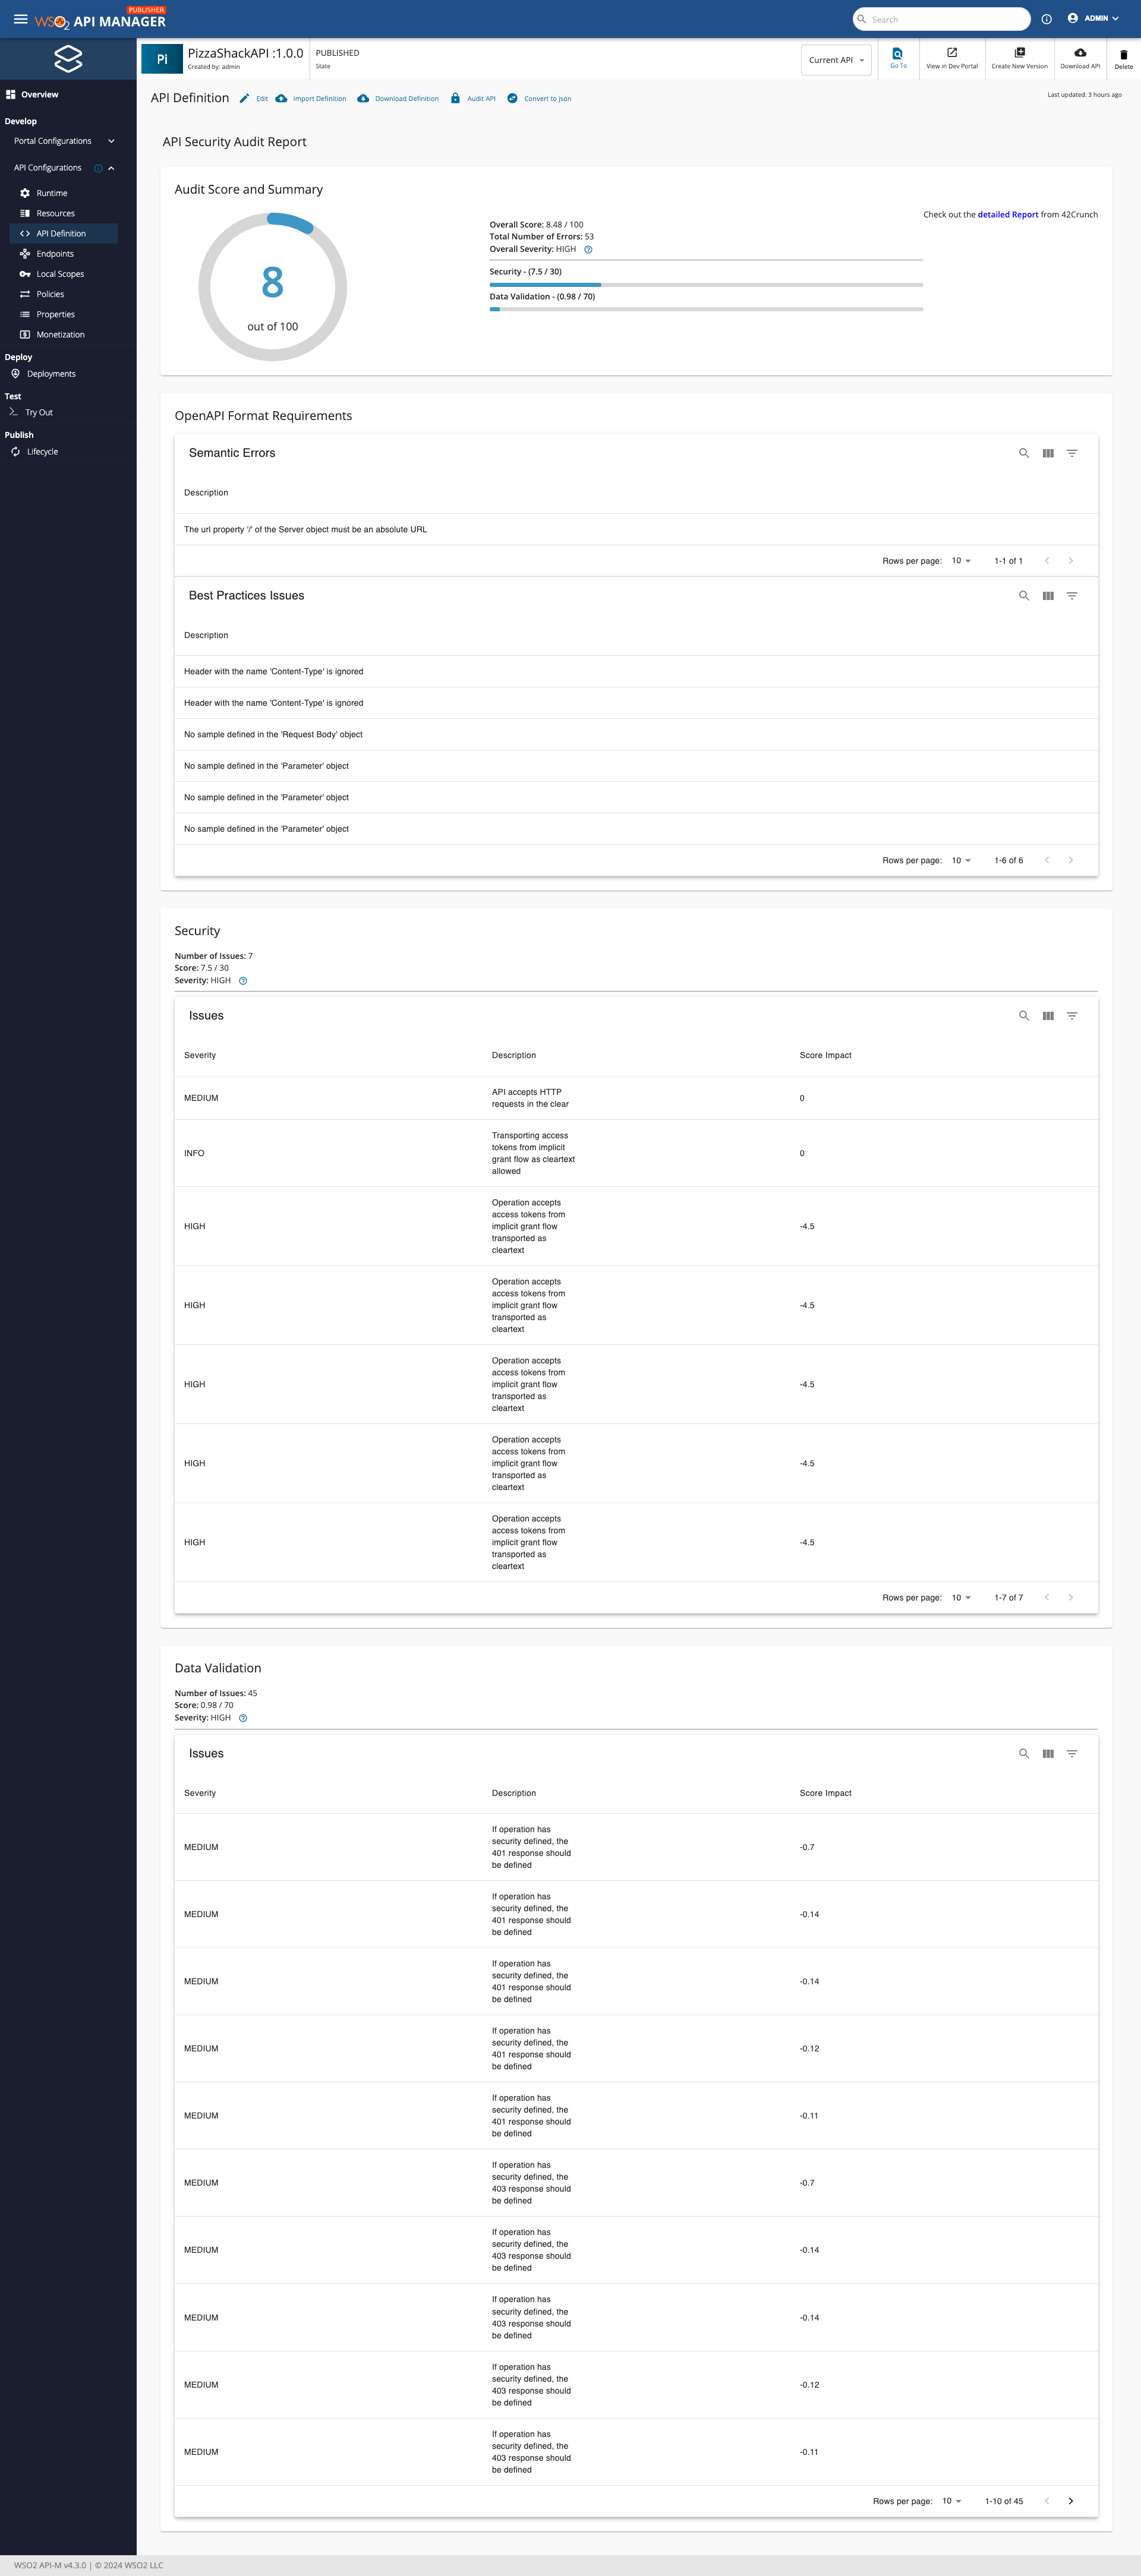 PUBLISHER
WSO2 API MANAGER
Search
ADMIN
Pi
PizzaShackAPI :1.0.0
Created by: admin
PUBLISHED
State
Current API
Go To
View in Dev Portal
Create New Version
Download API
Delete
Overview
Develop
Portal Configurations
API Configurations
Runtime
Resources
API Definition
Endpoints
Local Scopes
Policies
Properties
Monetization
Deploy
Deployments
Test
Try Out
Publish
Lifecycle
API Definition
Edit
Import Definition
Download Definition
Audit API
Convert to json
Last updated: 3 hours ago
API Security Audit Report
Audit Score and Summary
8
out of 100
Overall Score: 8.48 / 100
Total Number of Errors: 53
Overall Severity: HIGH
Security - (7.5 / 30)
Data Validation - (0.98 / 70)
Check out the detailed Report from 42Crunch
OpenAPI Format Requirements
Semantic Errors
Description
The url property '/' of the Server object must be an absolute URL
Rows per page: 10 1-1 of 1
Best Practices Issues
Description
Header with the name 'Content-Type' is ignored
Header with the name 'Content-Type' is ignored
No sample defined in the 'Request Body' object
No sample defined in the 'Parameter' object
No sample defined in the 'Parameter' object
No sample defined in the 'Parameter' object
Rows per page: 10 1-6 of 6
Security
Number of Issues: 7
Score: 7.5 / 30
Severity: HIGH
Issues
Severity Description Score Impact
MEDIUM
API accepts HTTP
requests in the clear
0
INFO
Transporting access
tokens from implicit
grant flow as cleartext
allowed
0
HIGH
Operation accepts
access tokens from
implicit grant flow
transported as
cleartext
-4.5
HIGH
Operation accepts
access tokens from
implicit grant flow
transported as
cleartext
-4.5
HIGH
Operation accepts
access tokens from
implicit grant flow
transported as
cleartext
-4.5
HIGH
Operation accepts
access tokens from
implicit grant flow
transported as
cleartext
-4.5
HIGH
Operation accepts
access tokens from
implicit grant flow
transported as
cleartext
-4.5
Rows per page: 10 1-7 of 7
Data Validation
Number of Issues: 45
Score: 0.98 / 70
Severity: HIGH
Issues
Severity Description Score Impact
MEDIUM
If operation has
security defined, the
401 response should
be defined
-0.7
MEDIUM
If operation has
security defined, the
401 response should
be defined
-0.14
MEDIUM
If operation has
security defined, the
401 response should
be defined
-0.14
MEDIUM
If operation has
security defined, the
401 response should
be defined
-0.12
MEDIUM
If operation has
security defined, the
401 response should
be defined
-0.11
MEDIUM
If operation has
security defined, the
403 response should
be defined
-0.7
MEDIUM
If operation has
security defined, the
403 response should
be defined
-0.14
MEDIUM
If operation has
security defined, the
403 response should
be defined
-0.14
MEDIUM
If operation has
security defined, the
403 response should
be defined
-0.12
MEDIUM
If operation has
security defined, the
403 response should
be defined
-0.11
Rows per page: 10 1-10 of 45
WSO2 API-M v4.3.0 | © 2024 WSO2 LLC